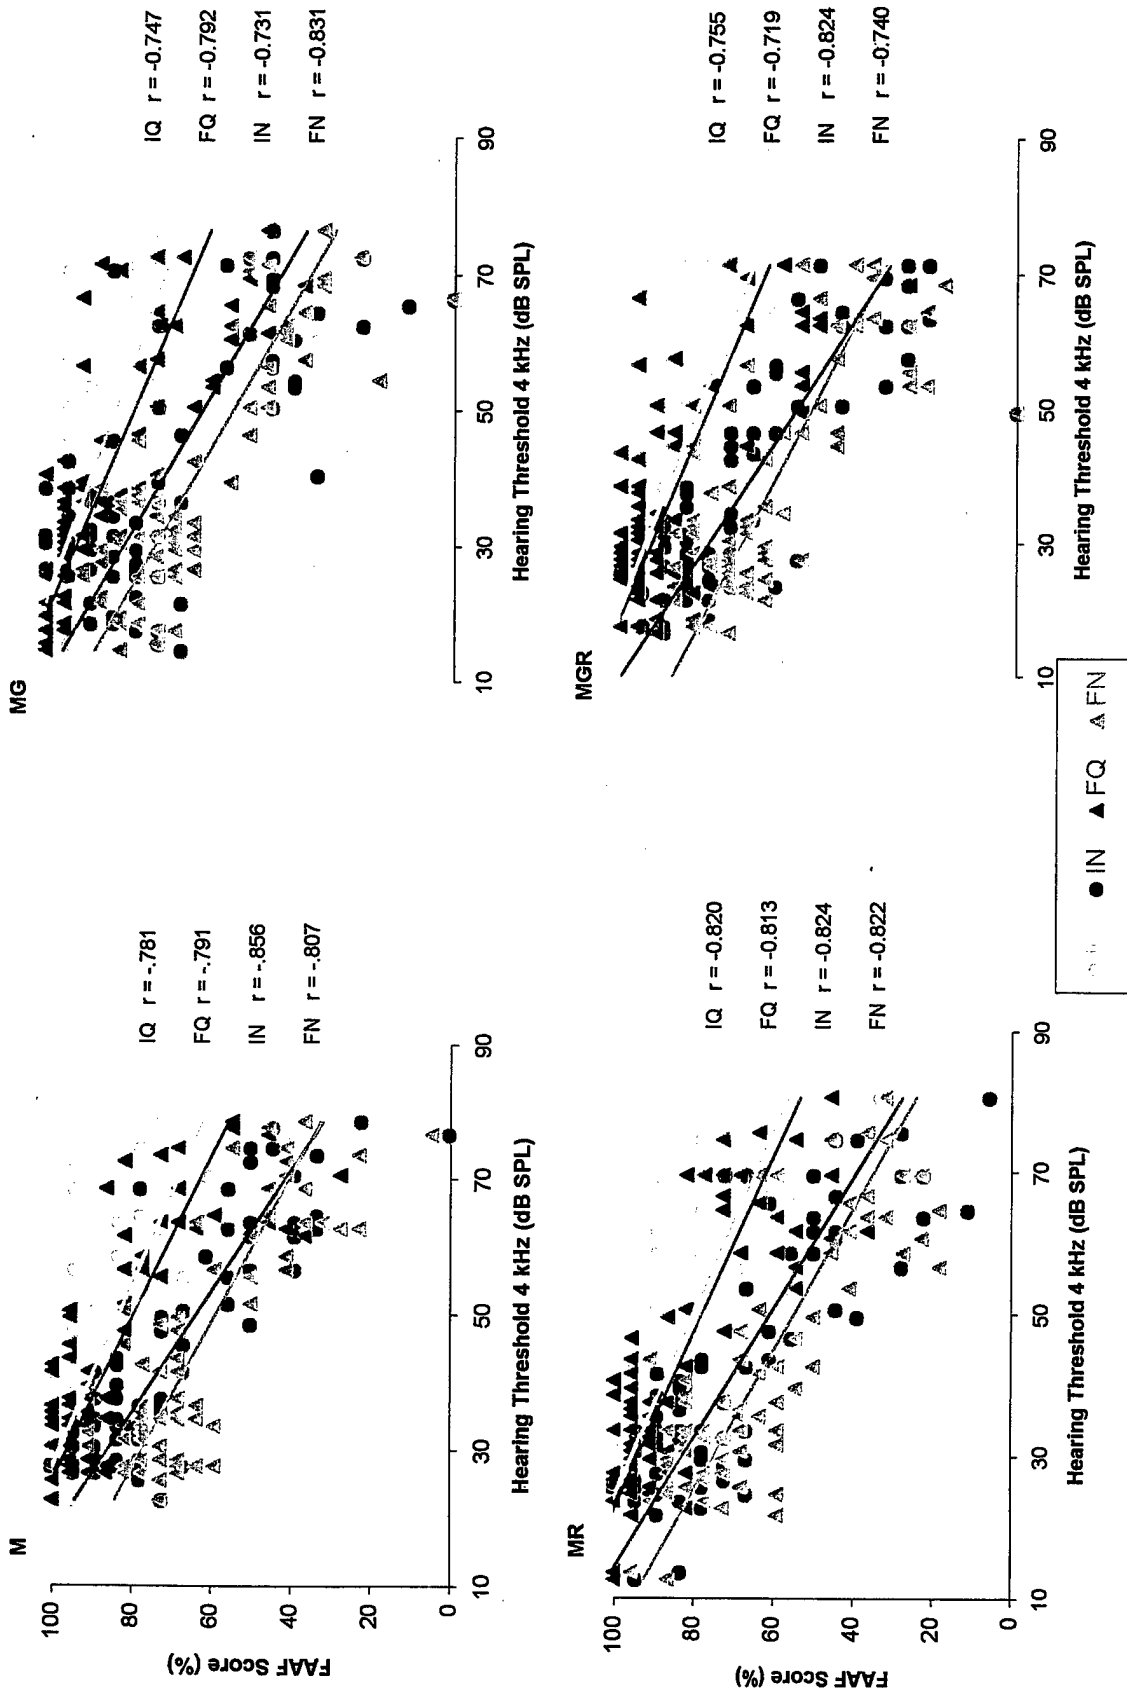 M
FAAF Score (%)
100
80
60
40
20
0
10
30
50
70
90
Hearing Threshold 4 kHz (dB SPL)
IQ r = -.781
FQ r = -.791
IN r = -.856
FN r = -.807
MG
10
30
50
70
90
Hearing Threshold 4 kHz (dB SPL)
IQ r = -0.747
FQ r = -0.792
IN r = -0.731
FN r = -0.831
MR
FAAF Score (%)
100
80
60
40
20
0
10
30
50
70
90
Hearing Threshold 4 kHz (dB SPL)
IQ r = -0.820
FQ r = -0.813
IN r = -0.824
FN r = -0.822
MGR
10
30
50
70
90
Hearing Threshold 4 kHz (dB SPL)
IQ r = -0.755
FQ r = -0.719
IN r = -0.824
FN r = -0.740
IN FQ FN